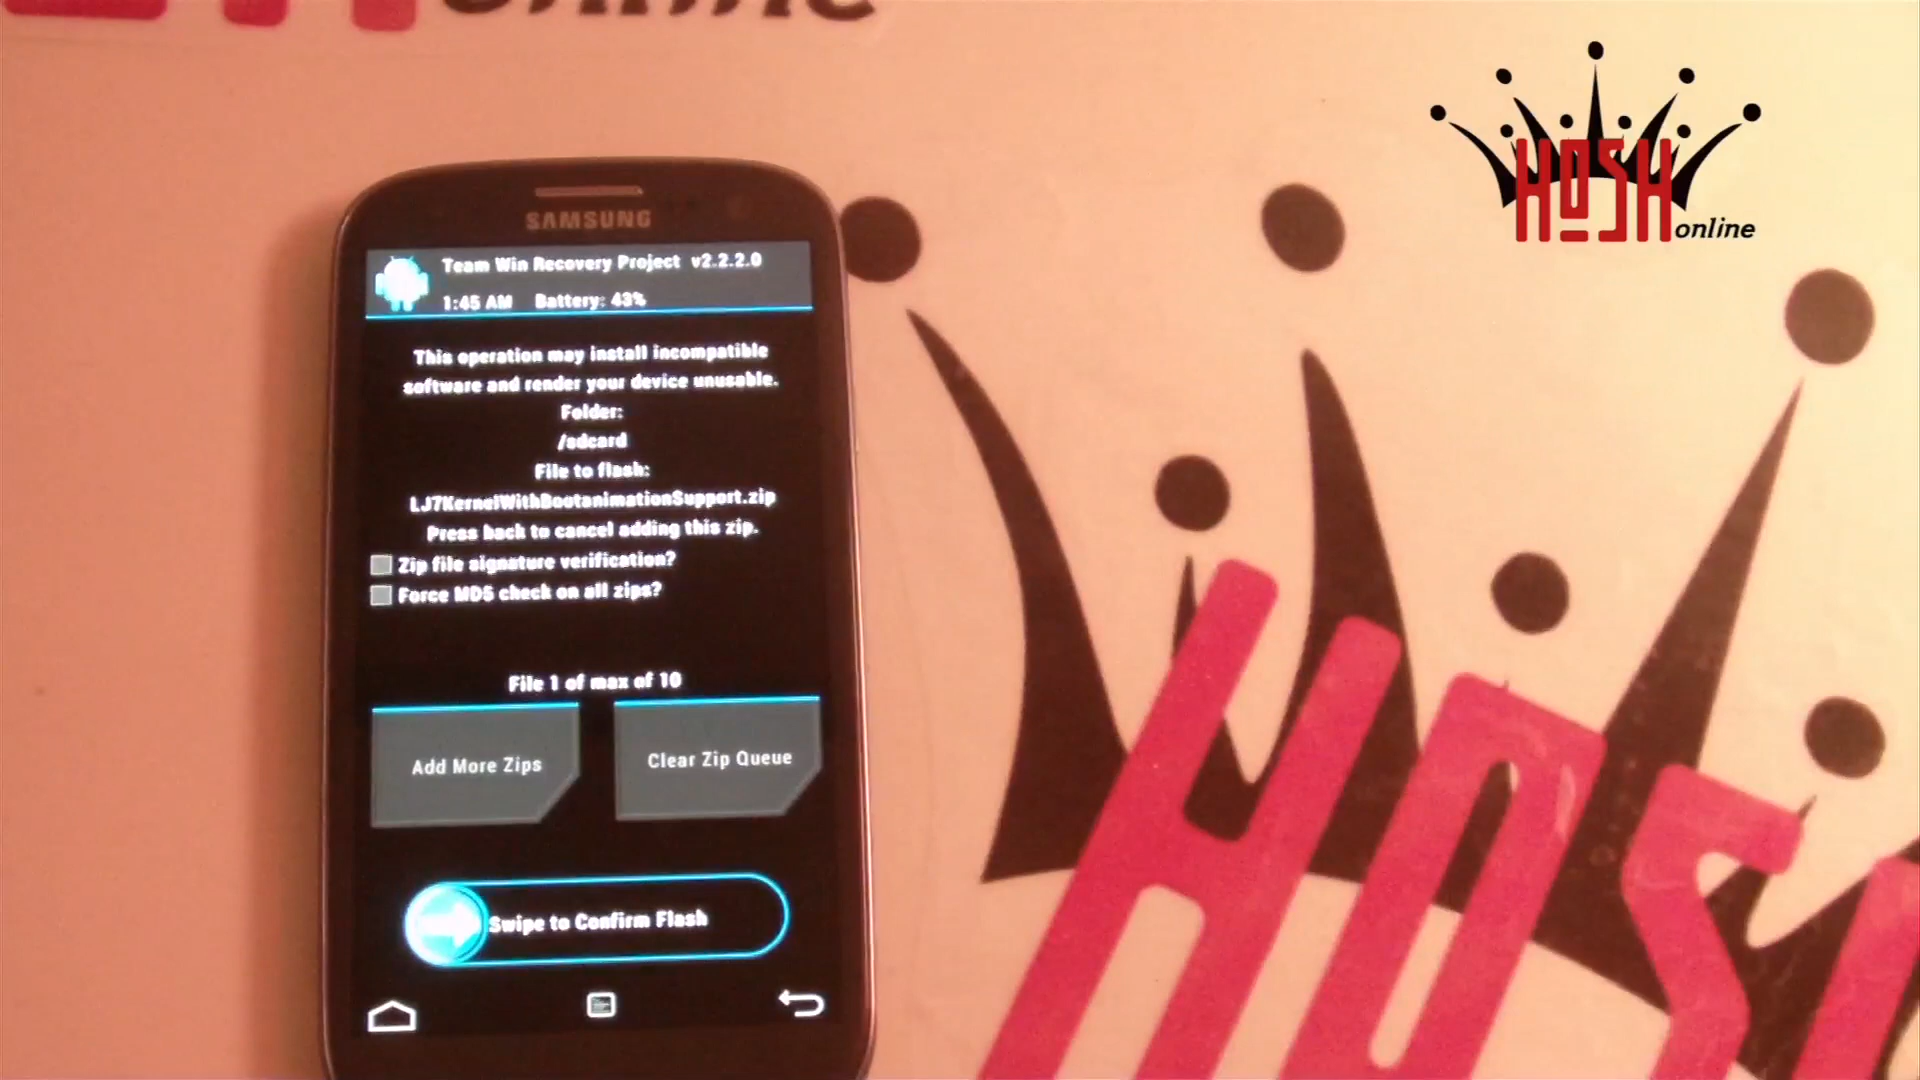 online
HOSH
online
SAMSUNG
Team Win Recovery Project v2.2.2.0
1:45 AM Battery: 43%
This operation may install incompatible
software and render your device unusable.
Folder:
/sdcard
File to flash:
LJ7KernelWithBootanimationSupport.zip
Press back to cancel adding this zip.
Zip file signature verification?
Force MD5 check on all zips?
File 1 of max of 10
Add More Zips
Clear Zip Queue
Swipe to Confirm Flash
HOS